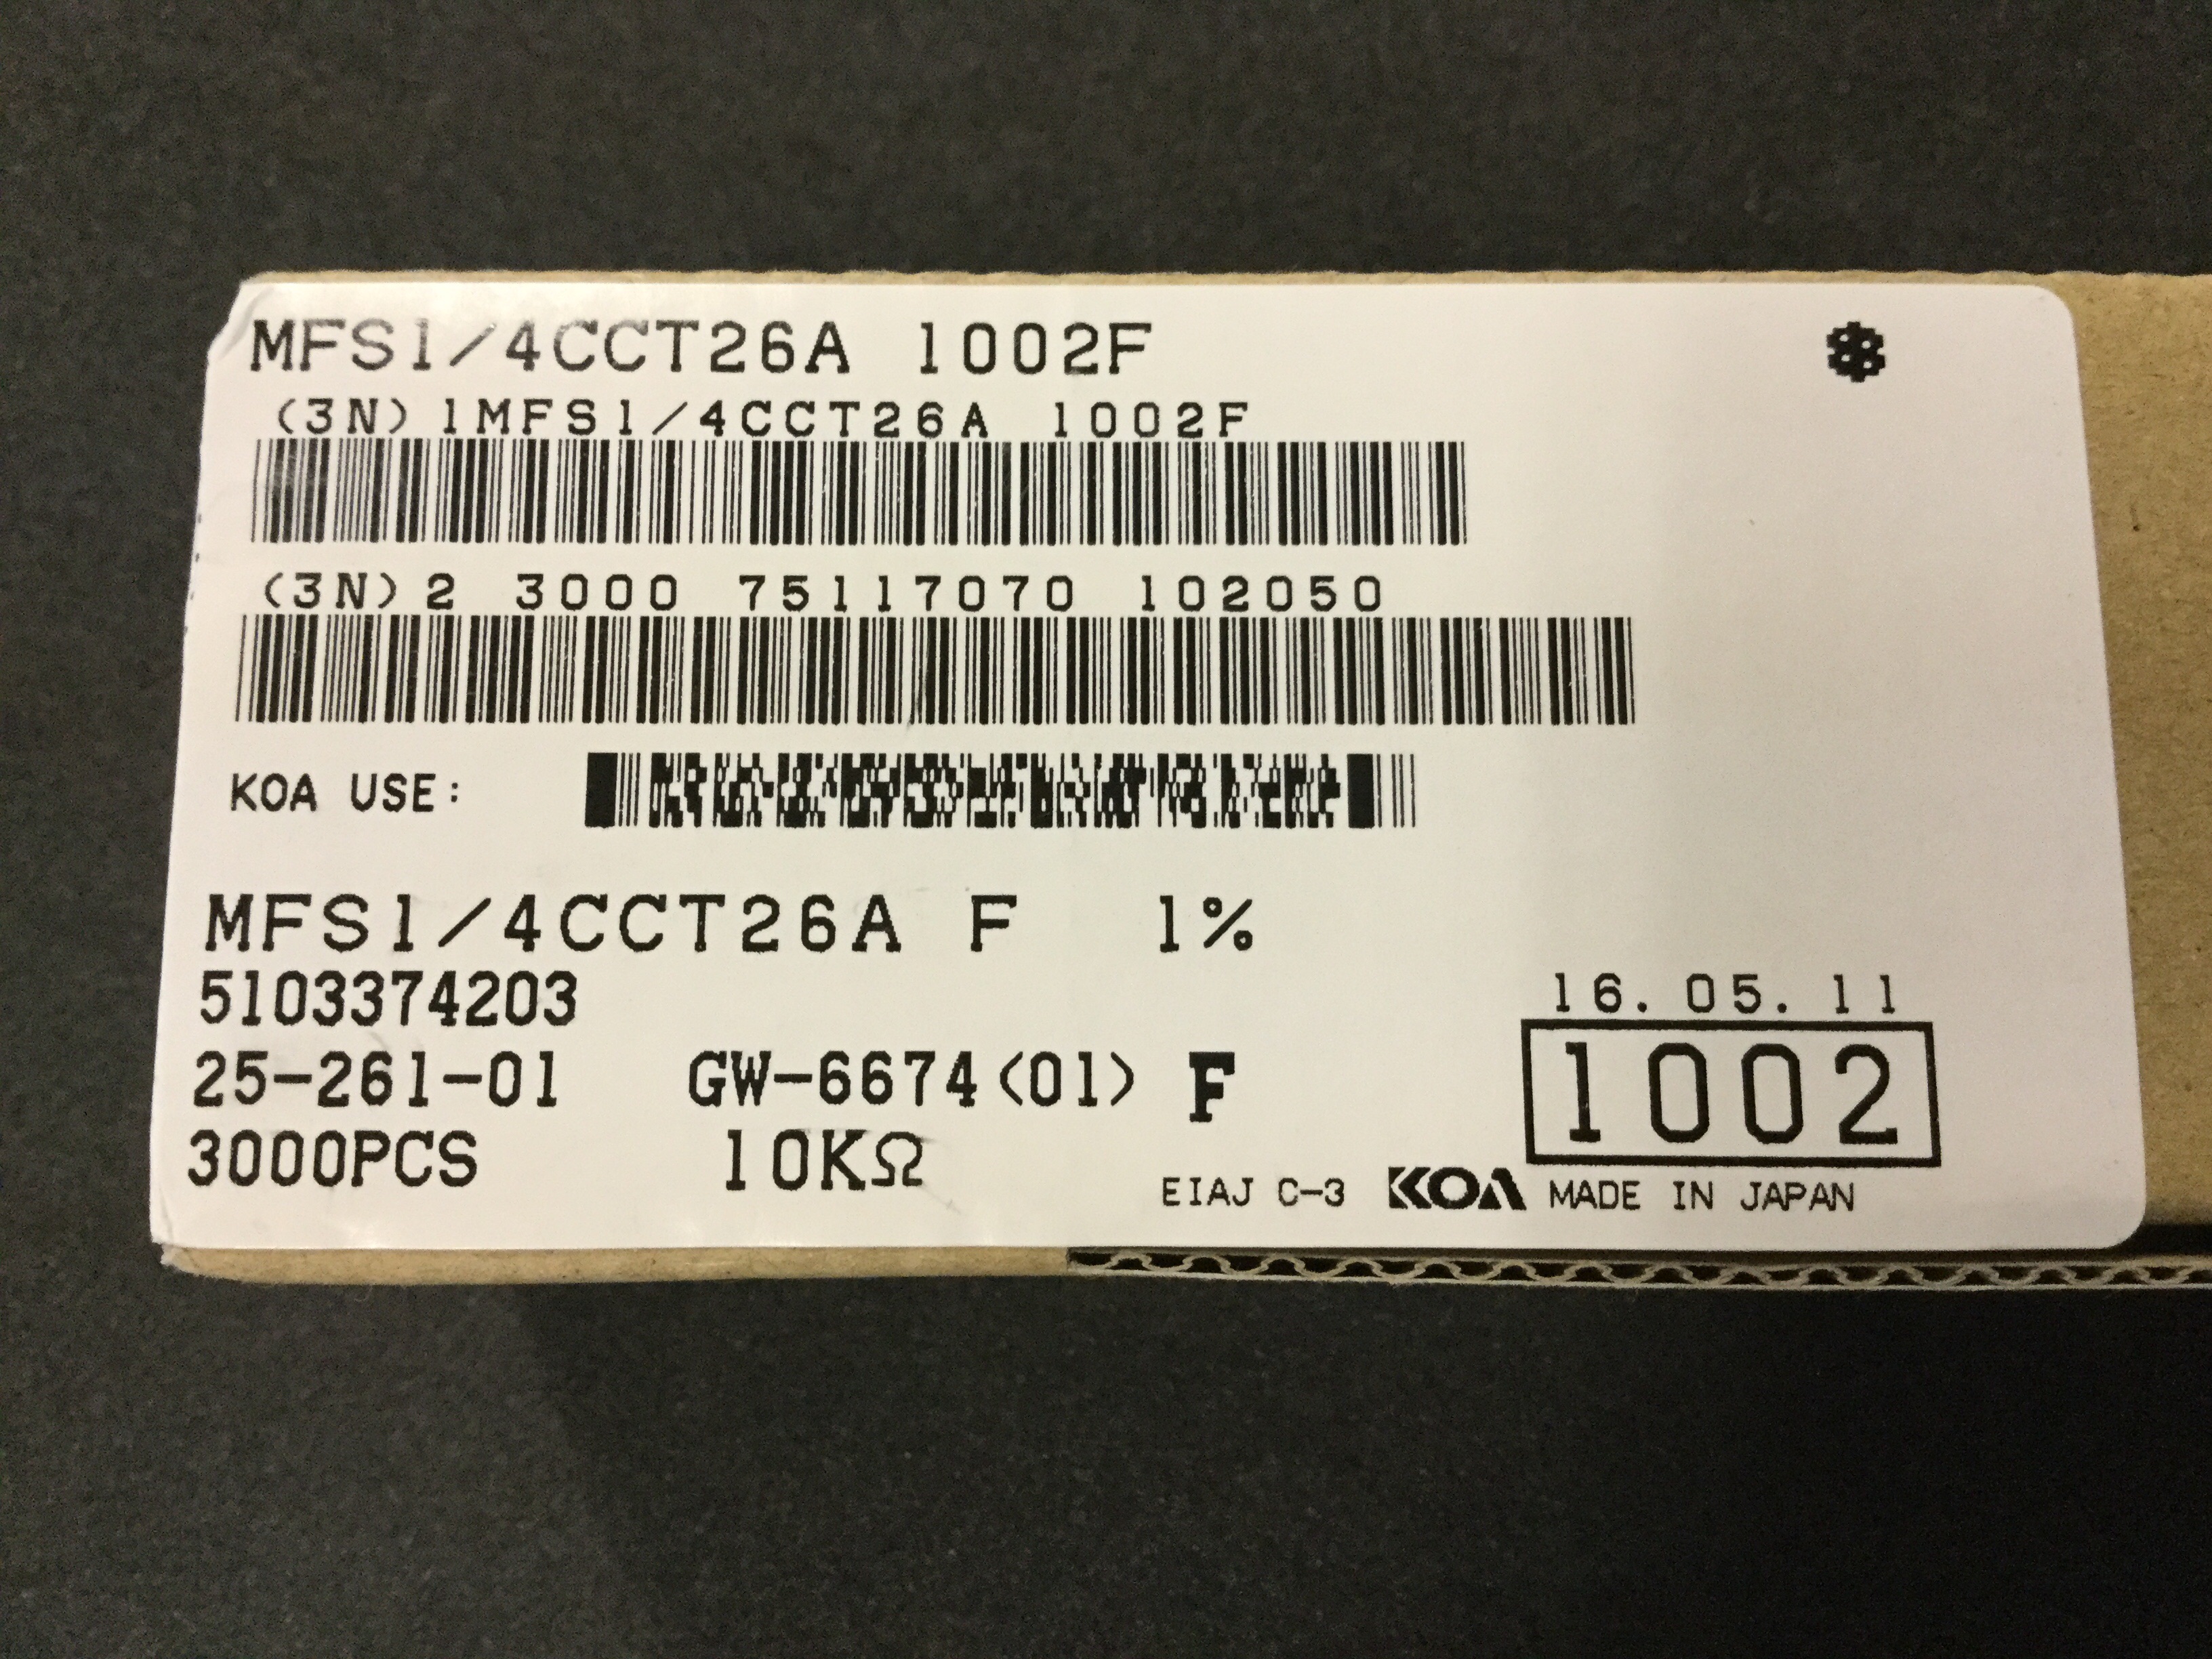 MFS1/4CCT26A 1002F
(3N)1MFS1/4CCT26A 1002F
(3N)2 3000 75117070 102050
KOA USE:
MFS1/4CCT26A F 1%
5103374203
16.05.11
25-261-01 GW-6674<01> F
1002
3000PCS 10KΩ
EIAJ C-3 KOA MADE IN JAPAN